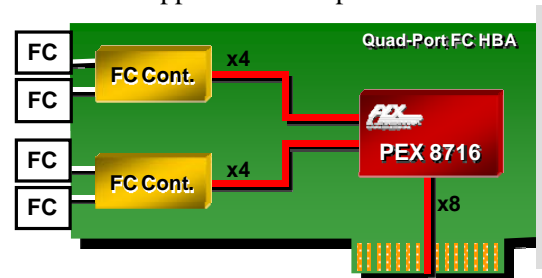 Quad-Port FC HBA
FC
FC Cont.
x4
FC
PEX
PEX 8716
FC
FC Cont.
x4
FC
x8